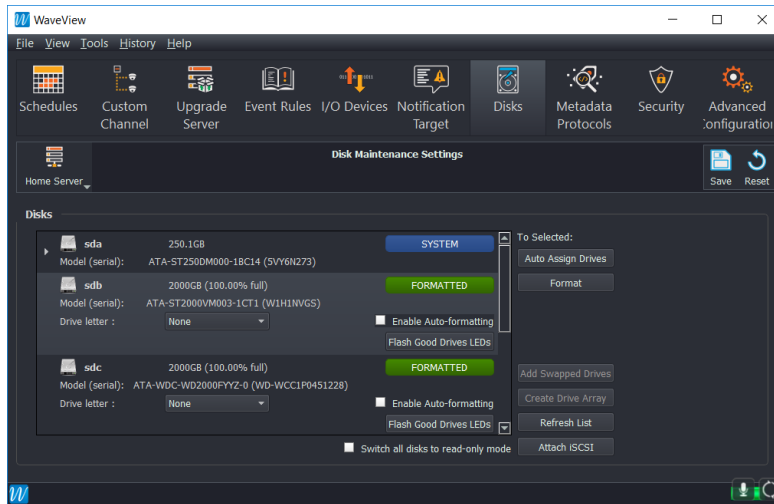 WaveView
File View Tools History Help
Schedules
Custom Channel
Upgrade Server
Event Rules
I/O Devices
Notification Target
Disks
Metadata Protocols
Security
Advanced Configuration
Home Server
Disk Maintenance Settings
Save Reset
Disks
sda 250.1GB SYSTEM
Model (serial): ATA-ST250DM000-1BC14 (5VY6N273)
sdb 2000GB (100.00% full) FORMATTED
Model (serial): ATA-ST2000VM003-1CT1 (W1H1NVGS)
Drive letter : None Enable Auto-formatting
Flash Good Drives LEDs
sdc 2000GB (100.00% full) FORMATTED
Model (serial): ATA-WDC-WD2000FYYZ-0 (WD-WCC1P0451228)
Drive letter : None Enable Auto-formatting
Flash Good Drives LEDs
Switch all disks to read-only mode
To Selected:
Auto Assign Drives
Format
Add Swapped Drives
Create Drive Array
Refresh List
Attach iSCSI